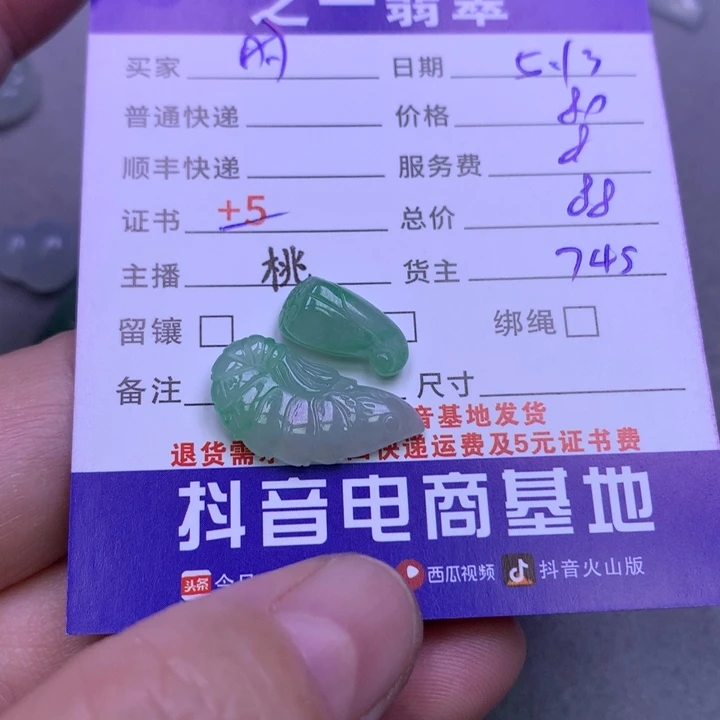 之一翡翠
买家 日期 5.13
普通快递 价格 80
顺丰快递 服务费 8
证书 +5 总价 88
主播 桃 货主 745
留镶 绑绳
备注 尺寸
音基地发货
退货需 快递运费及5元证书费
抖音电商基地
头条 西瓜视频 抖音火山版